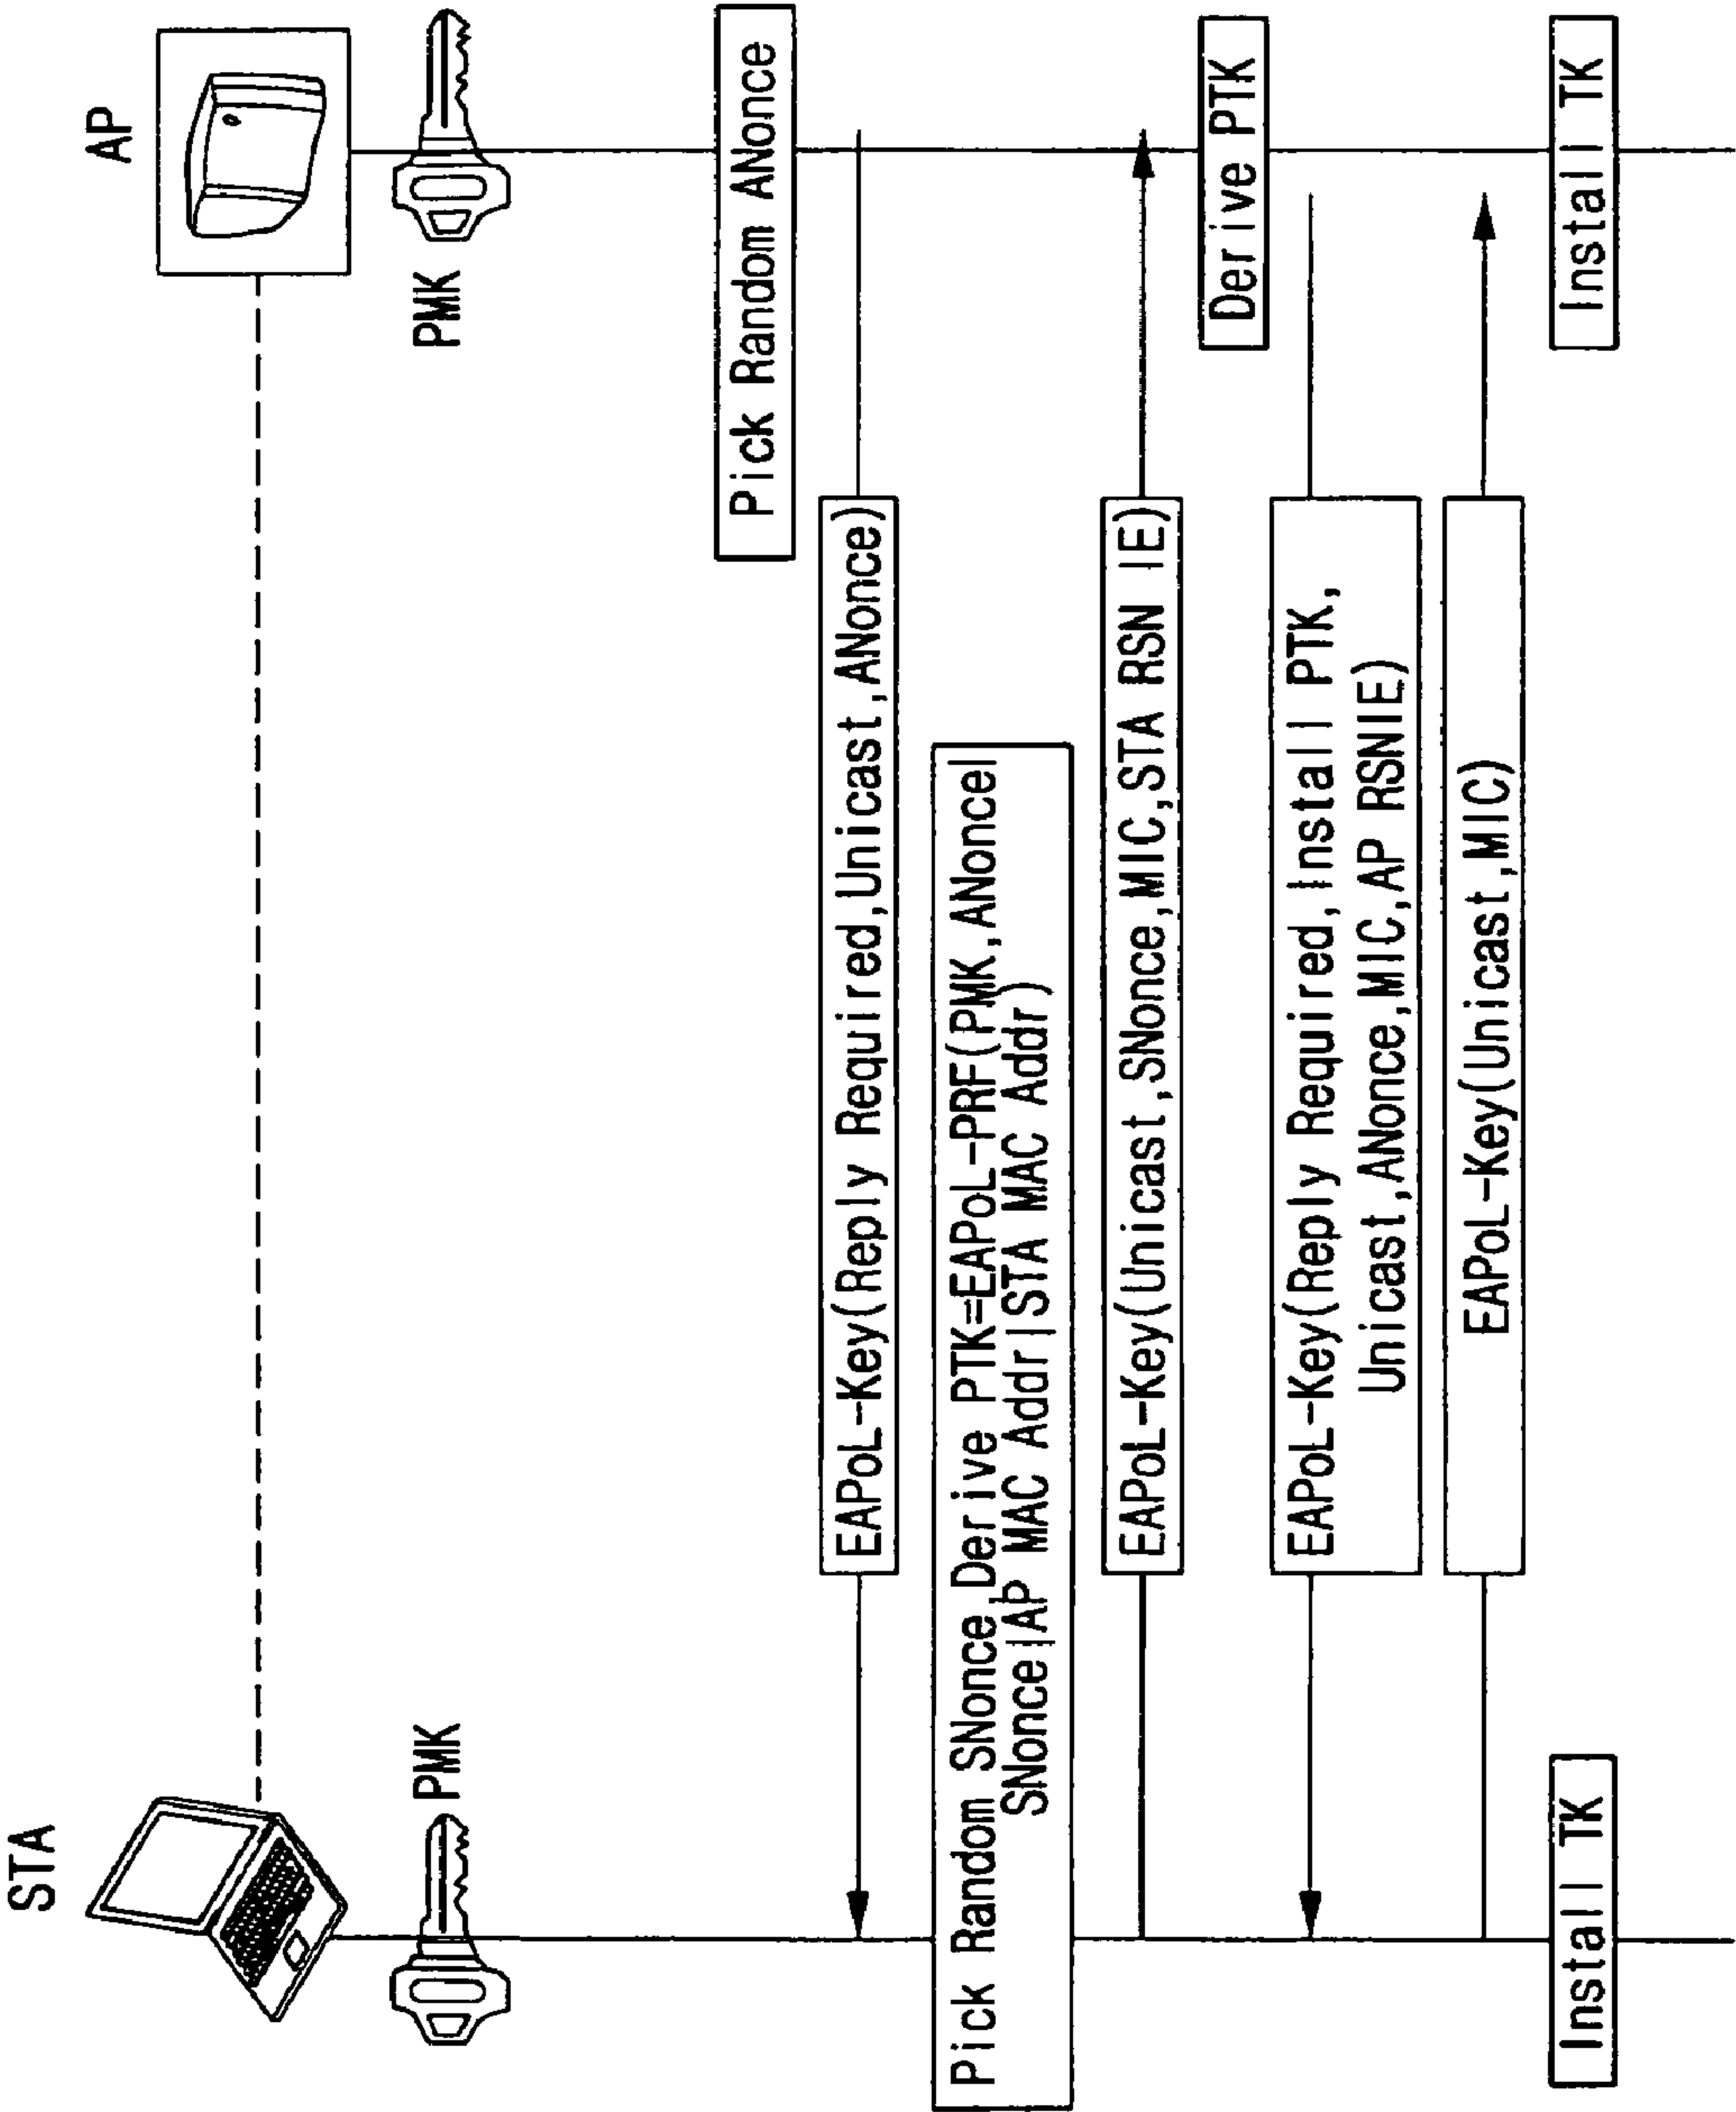 STA
AP
PMK
PMK
Pick Random ANonce
EAPoL-Key(Reply Required,Unicast,ANonce)
Pick Random SNonce,Derive PTK=EAPoL-PRF(PMK,ANonce|
SNonce|AP MAC Addr|STA MAC Addr)
EAPoL-Key(Unicast,SNonce,MIC,STA RSN IE)
Derive PTK
EAPoL-Key(Reply Required,Install PTK,
Unicast,ANonce,MIC,AP RSNIE)
EAPoL-Key(Unicast,MIC)
Install TK
Install TK